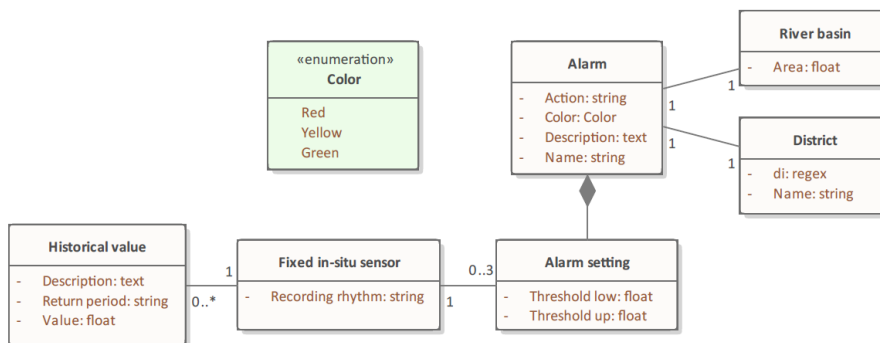 «enumeration»
Color
Red
Yellow
Green
Alarm
- Action: string
- Color: Color
- Description: text
- Name: string
River basin
- Area: float
1
1
1
1
District
- di: regex
- Name: string
Historical value
- Description: text
- Return period: string
- Value: float
1
0..*
Fixed in-situ sensor
- Recording rhythm: string
0..3
1
Alarm setting
- Threshold low: float
- Threshold up: float